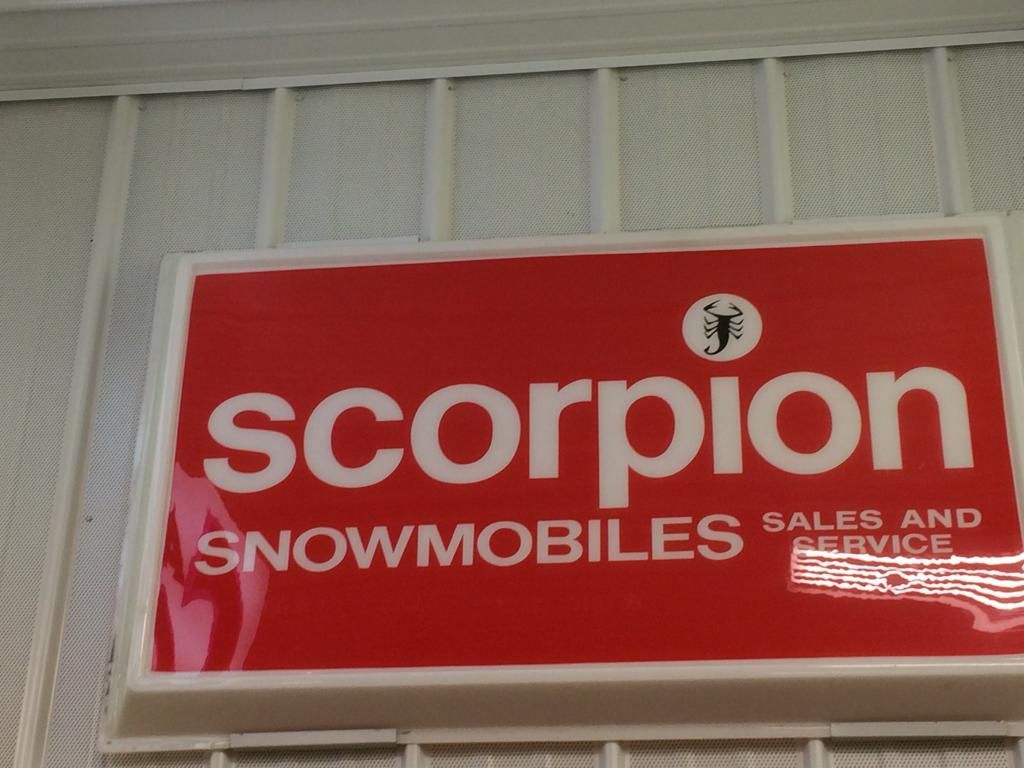 scorpion
SNOWMOBILES SALES AND
SERVICE